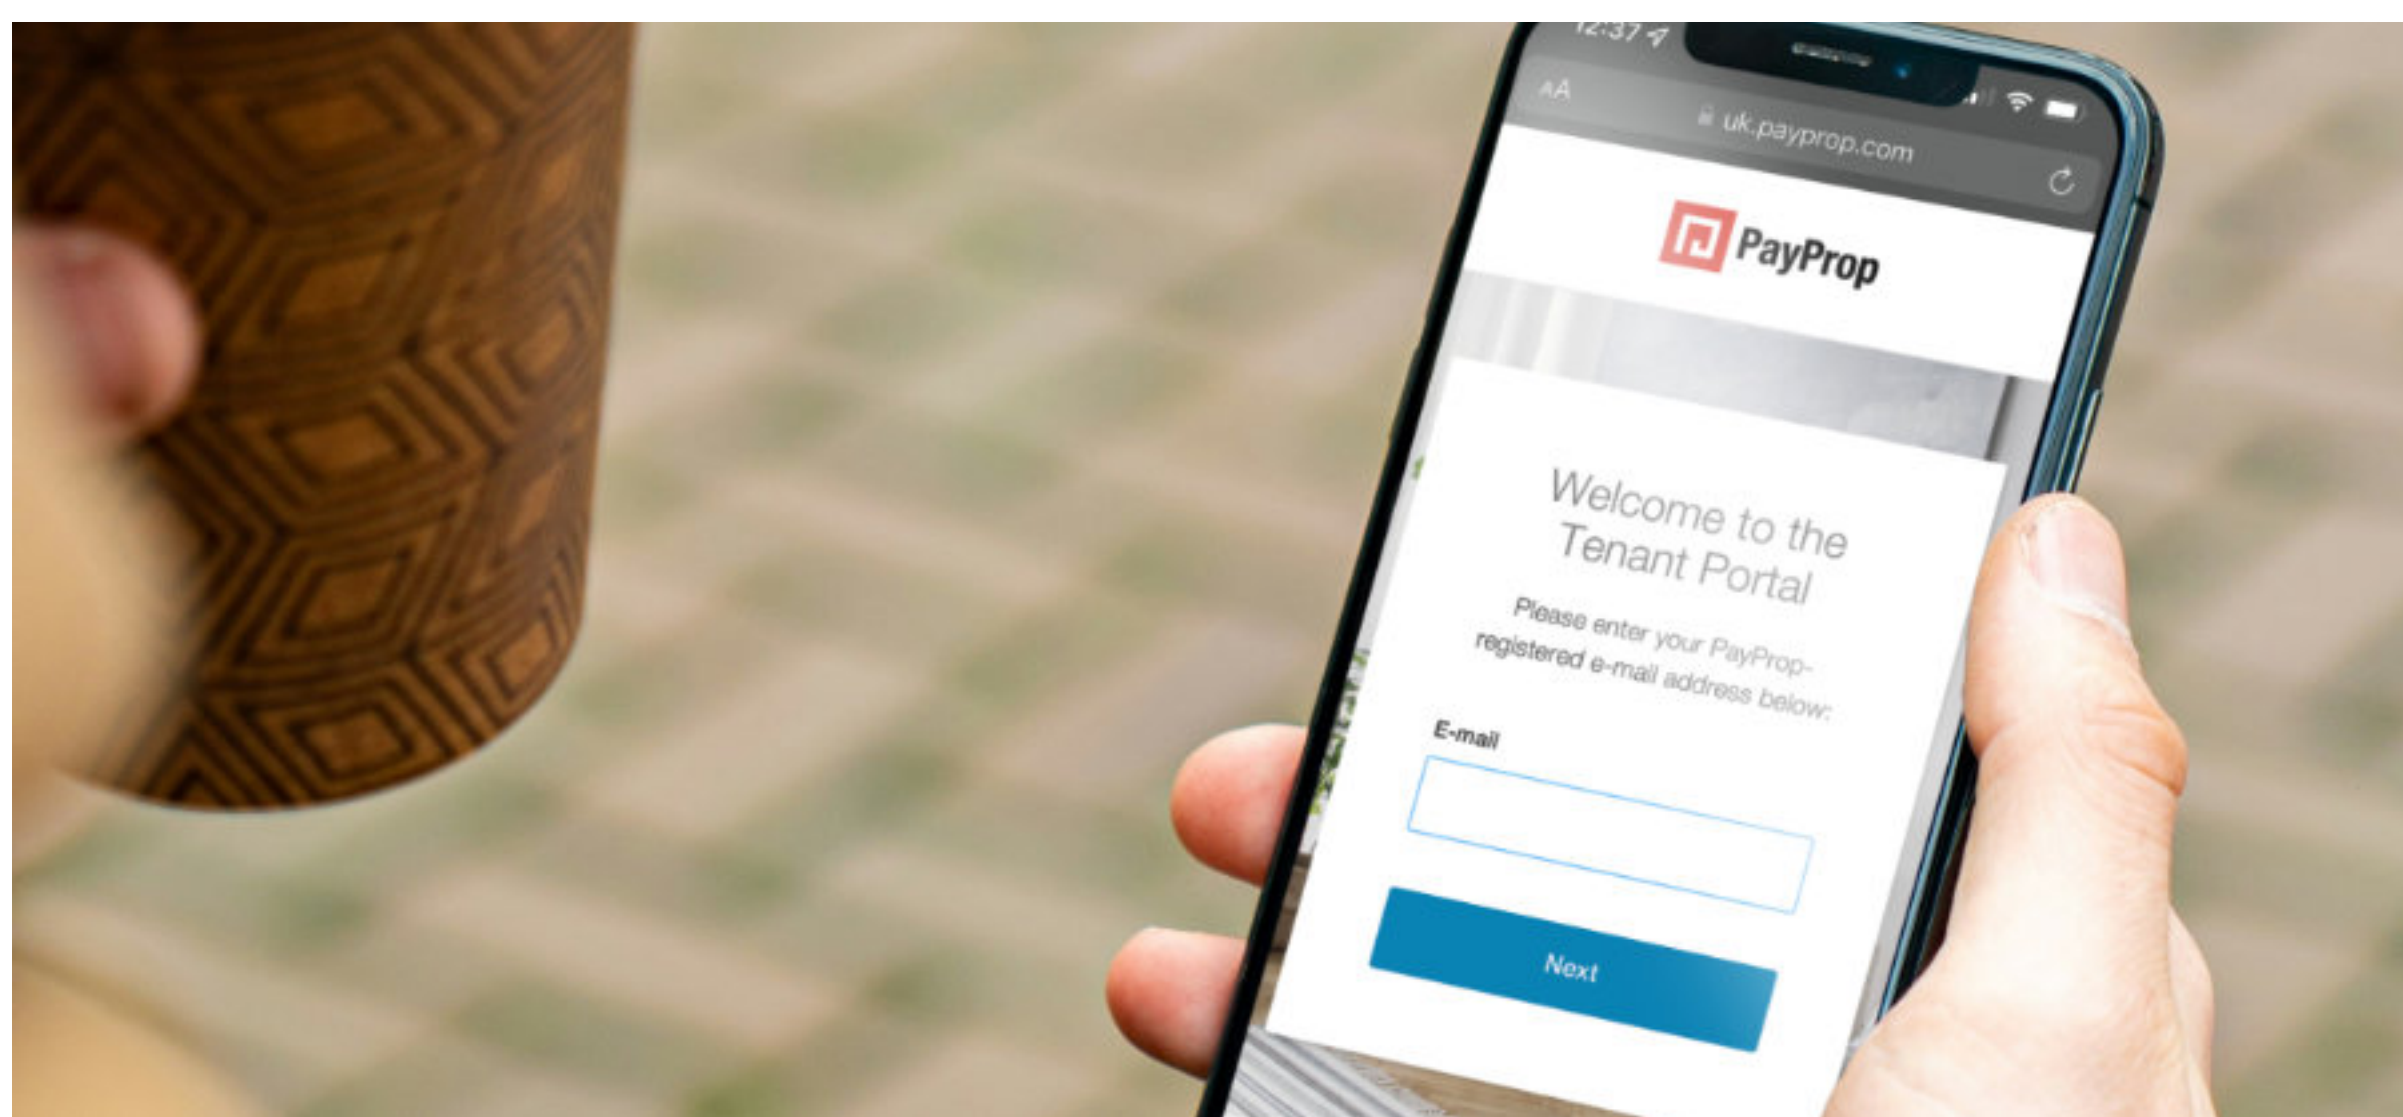 12:37
AA
uk.payprop.com
PayProp
Welcome to the
Tenant Portal
Please enter your PayProp-
registered e-mail address below:
E-mail
Next